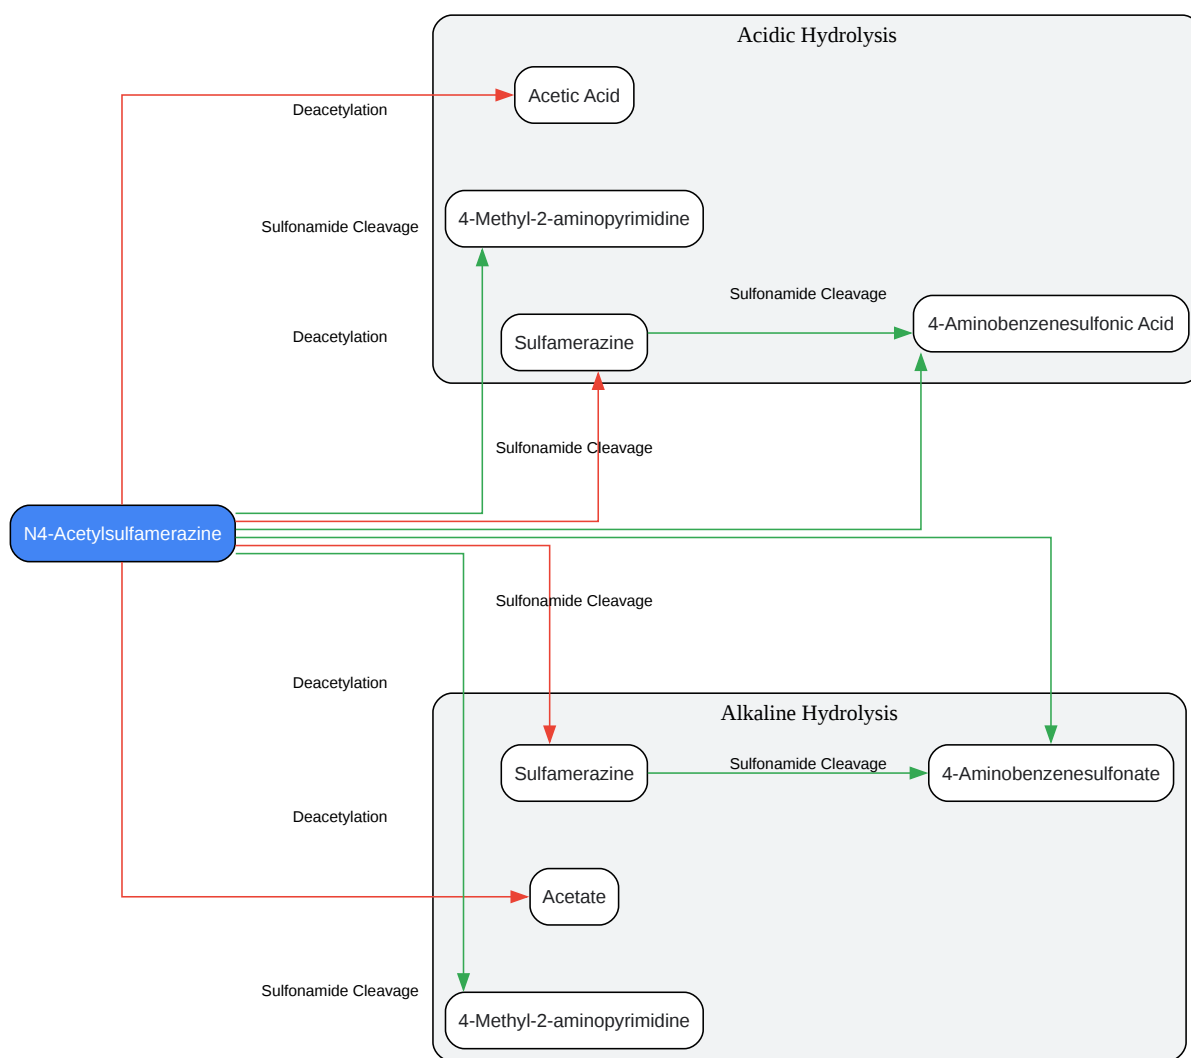 Acidic Hydrolysis
Acetic Acid
Deacetylation
4-Methyl-2-aminopyrimidine
Sulfonamide Cleavage
Sulfonamide Cleavage
4-Aminobenzenesulfonic Acid
Deacetylation
Sulfamerazine
Sulfonamide Cleavage
N4-Acetylsulfamerazine
Sulfonamide Cleavage
Deacetylation
Alkaline Hydrolysis
Sulfamerazine
Sulfonamide Cleavage
4-Aminobenzenesulfonate
Deacetylation
Acetate
Sulfonamide Cleavage
4-Methyl-2-aminopyrimidine